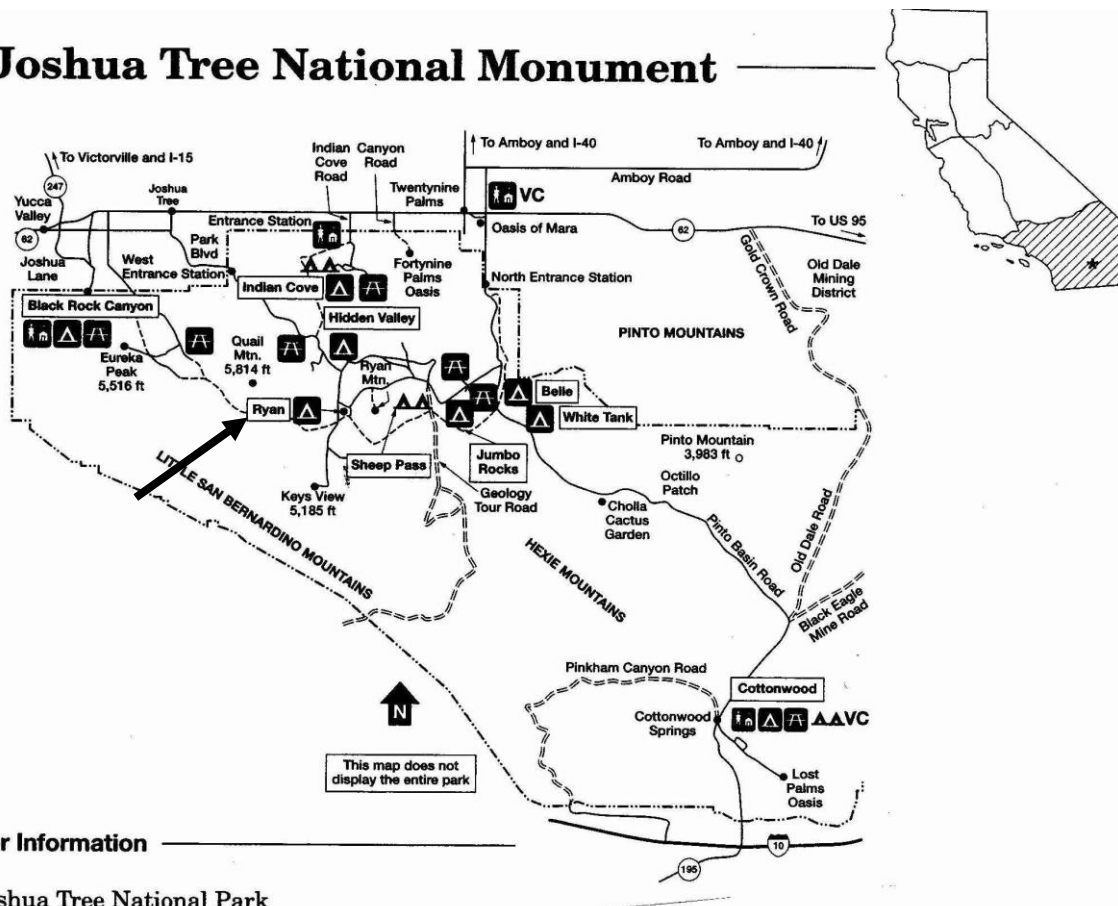 Joshua Tree National Monument
To Victorville and I-15
247
Yucca
Valley
62
Joshua
Tree
Joshua
Lane
West
Entrance Station
Park
Blvd
Entrance Station
Indian
Cove
Road
Canyon
Road
Twentynine
Palms
To Amboy and I-40
To Amboy and I-40
Amboy Road
VC
Oasis of Mara
62
To US 95
Fortynine
Palms
Oasis
North Entrance Station
Gold Crown Road
Old Dale
Mining
District
Black Rock Canyon
Indian Cove
Hidden Valley
PINTO MOUNTAINS
Eureka
Peak
5,516 ft
Quail
Mtn.
5,814 ft
Ryan
Mtn.
Ryan
Belle
White Tank
Sheep Pass
Jumbo
Rocks
Pinto Mountain
3,983 ft
Octillo
Patch
Keys View
5,185 ft
Geology
Tour Road
Cholla
Cactus
Garden
LITTLE SAN BERNARDINO MOUNTAINS
HEXIE MOUNTAINS
Pinto Basin Road
Old Dale Road
Black Eagle
Mine Road
Pinkham Canyon Road
Cottonwood
VC
Cottonwood
Springs
N
This map does not
display the entire park
Lost
Palms
Oasis
10
195
r Information
shua Tree National Park